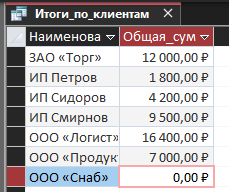 Итоги_по_клиентам
Наименова Общая_сум
ЗАО «Торг» 12 000,00 ₽
ИП Петров 1 800,00 ₽
ИП Сидоров 4 200,00 ₽
ИП Смирнов 9 500,00 ₽
ООО «Логист» 16 400,00 ₽
ООО «Продукт 7 000,00 ₽
ООО «Снаб» 0,00 ₽